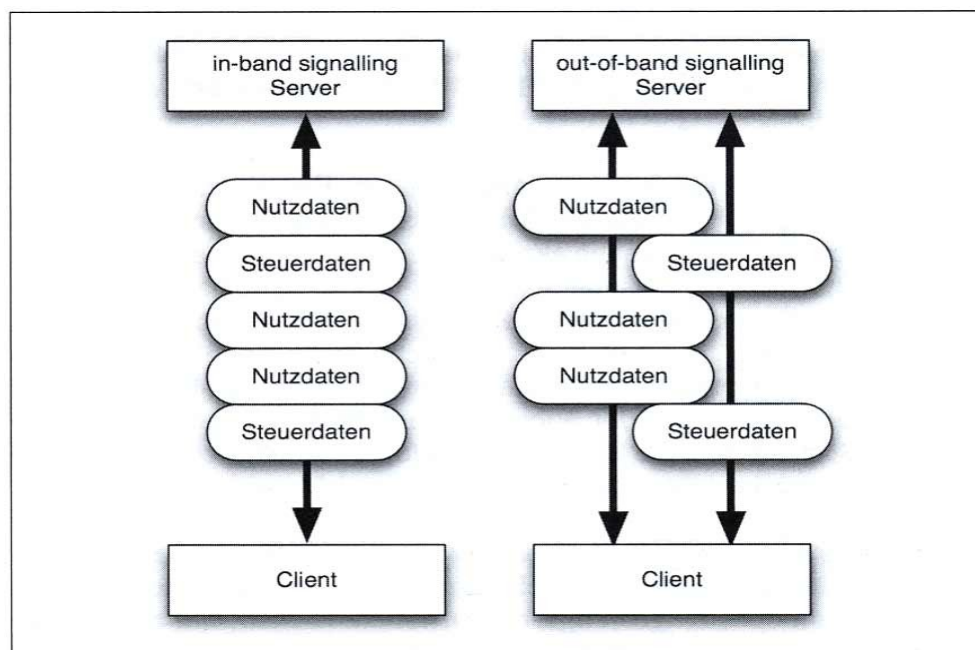 in-band signalling
Server
Nutzdaten
Steuerdaten
Nutzdaten
Nutzdaten
Steuerdaten
Client
out-of-band signalling
Server
Nutzdaten
Steuerdaten
Nutzdaten
Nutzdaten
Steuerdaten
Client